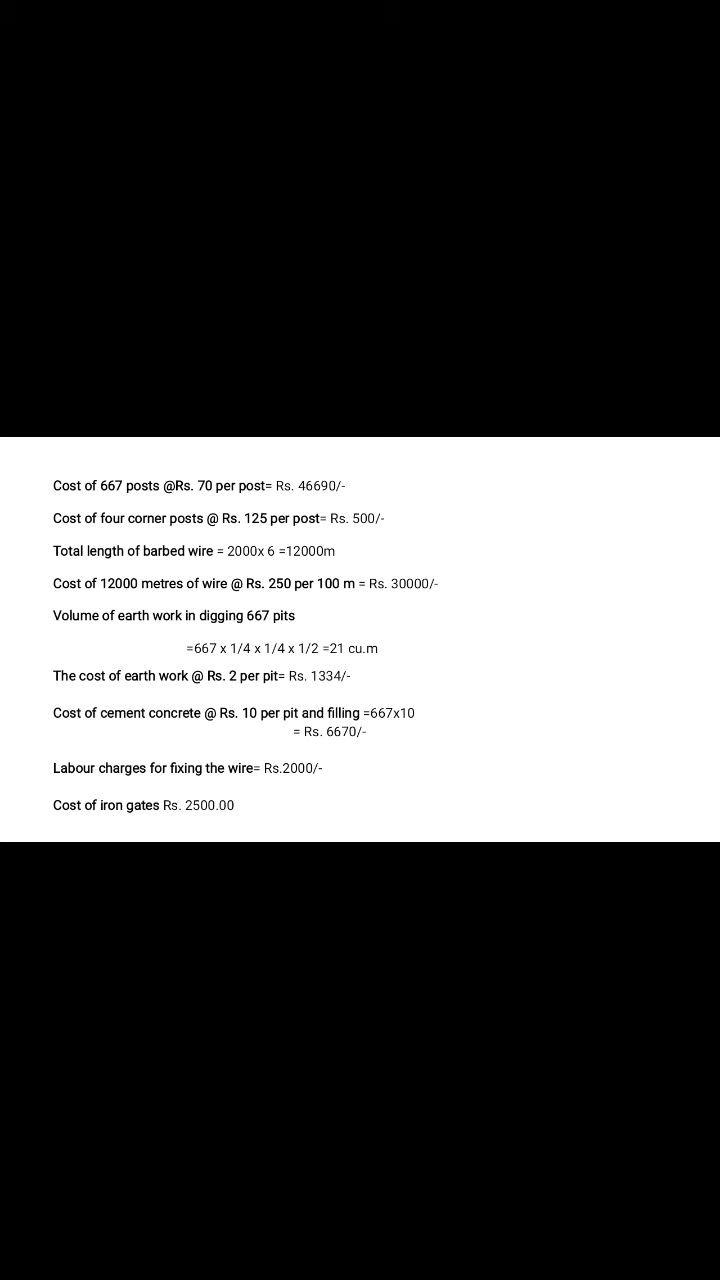 Cost of 667 posts @Rs. 70 per post= Rs. 46690/-
Cost of four corner posts @ Rs. 125 per post= Rs. 500/-
Total length of barbed wire = 2000x 6 =12000m
Cost of 12000 metres of wire @ Rs. 250 per 100 m = Rs. 30000/-
Volume of earth work in digging 667 pits
=667 x 1/4 x 1/4 x 1/2 =21 cu.m
The cost of earth work @ Rs. 2 per pit= Rs. 1334/-
Cost of cement concrete @ Rs. 10 per pit and filling =667x10
= Rs. 6670/-
Labour charges for fixing the wire= Rs.2000/-
Cost of iron gates Rs. 2500.00